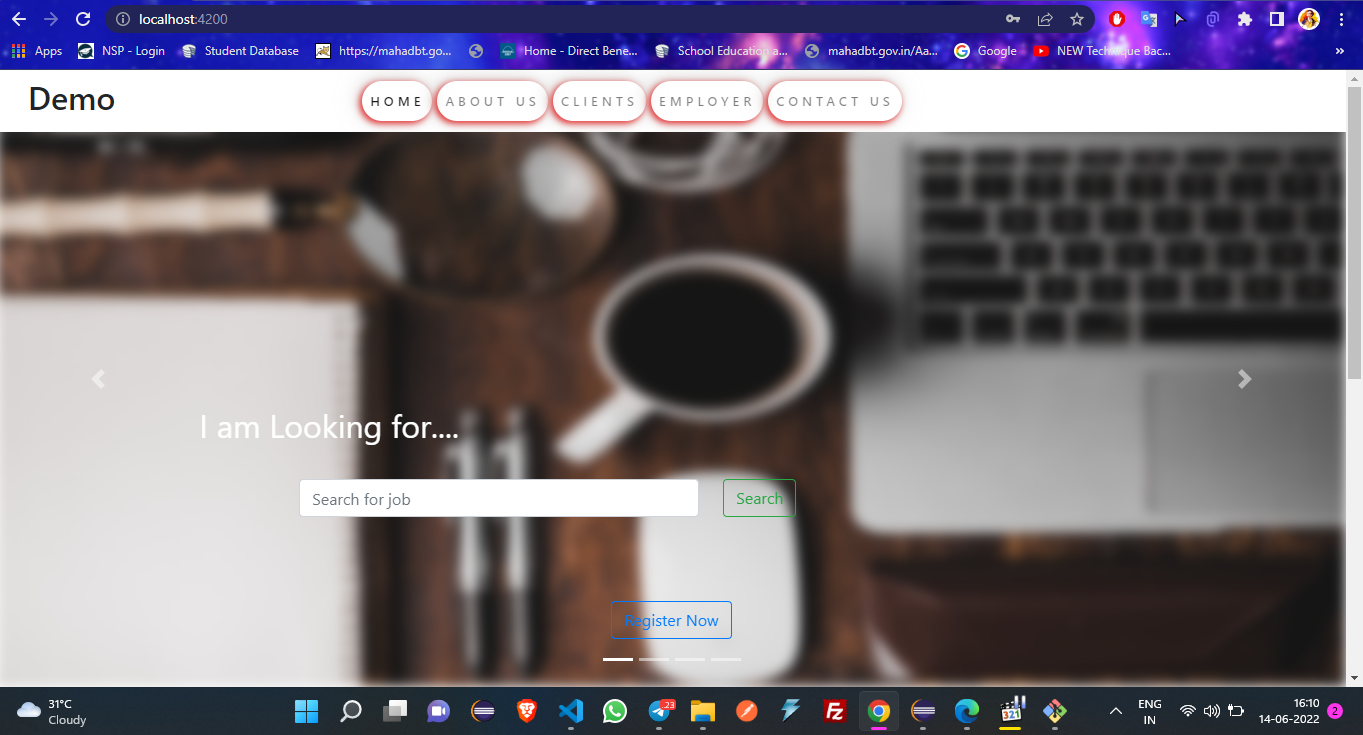 localhost:4200
Apps NSP - Login Student Database https://mahadbt.go... Home - Direct Bene... School Education a... mahadbt.gov.in/Aa... Google NEW Technique Bac... »
Demo
HOME ABOUT US CLIENTS EMPLOYER CONTACT US
I am Looking for....
Search for job Search
Register Now
31°C
Cloudy
23
321
ENG
IN
16:10
14-06-2022
2